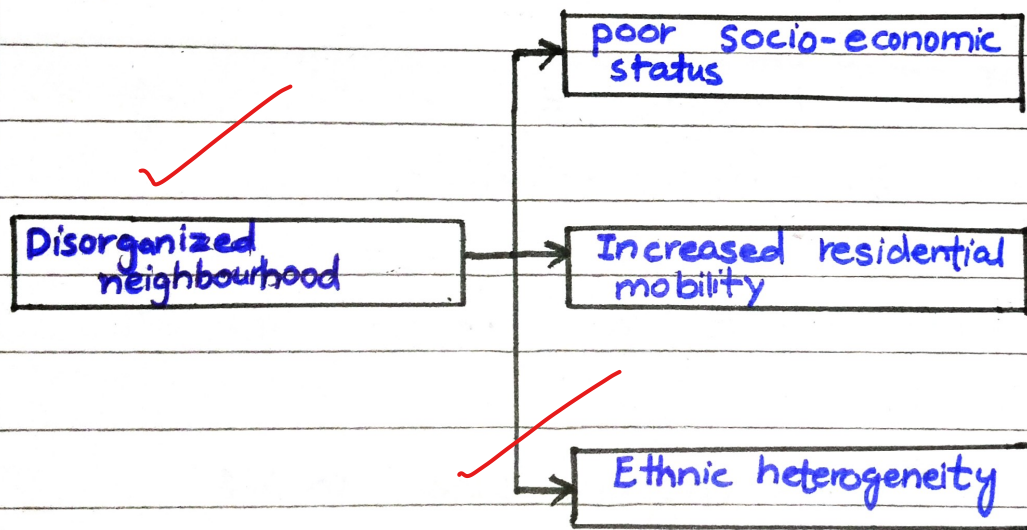 poor socio-economic
status
Disorganized
neighbourhood
Increased residential
mobility
Ethnic heterogeneity